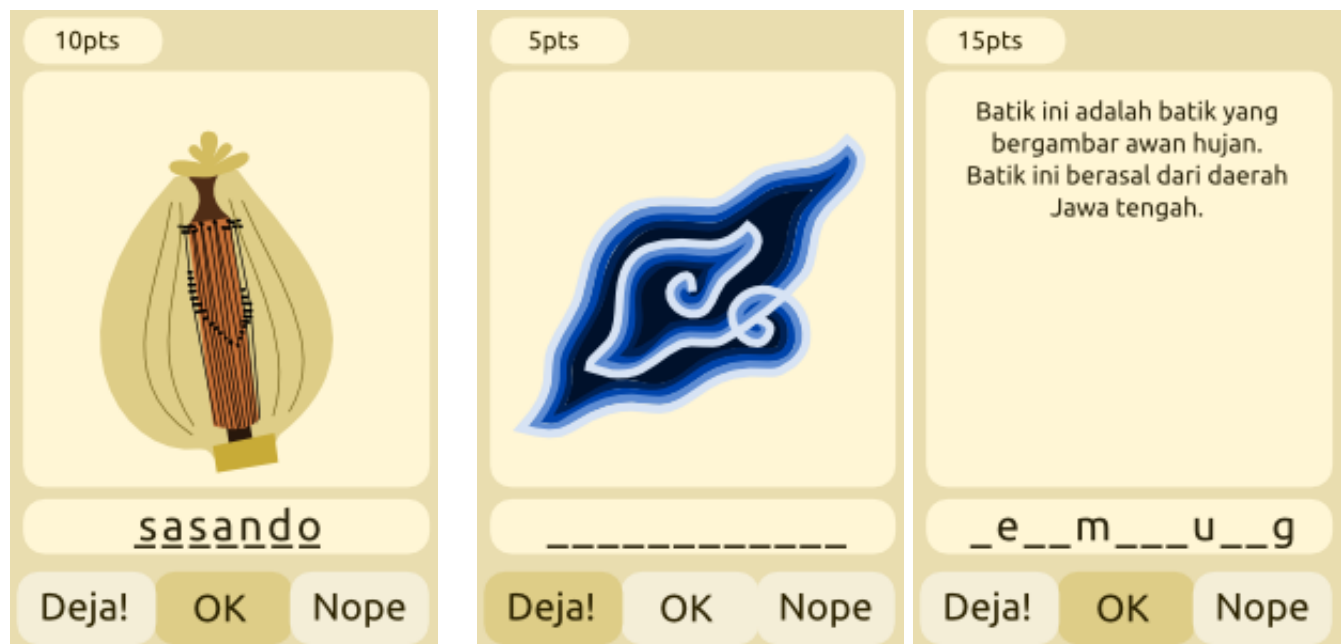 10pts
sasando
Deja!
OK
Nope
5pts
____________
Deja!
OK
Nope
15pts
Batik ini adalah batik yang
bergambar awan hujan.
Batik ini berasal dari daerah
Jawa tengah.
_e__m___u__g
Deja!
OK
Nope